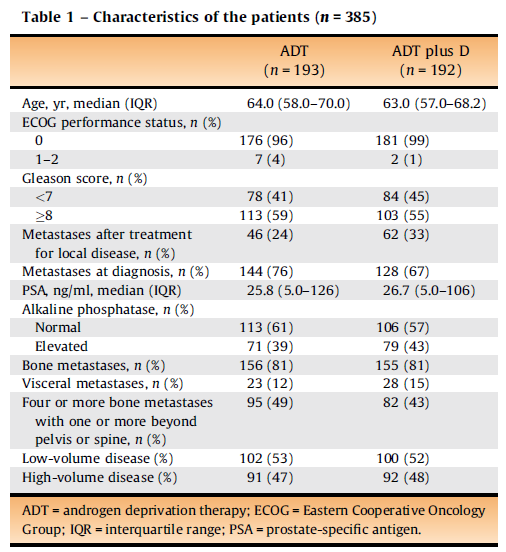 Table 1 – Characteristics of the patients (n = 385)
ADT ADT plus D
(n = 193) (n = 192)
Age, yr, median (IQR) 64.0 (58.0–70.0) 63.0 (57.0–68.2)
ECOG performance status, n (%)
0 176 (96) 181 (99)
1–2 7 (4) 2 (1)
Gleason score, n (%)
<7 78 (41) 84 (45)
≥8 113 (59) 103 (55)
Metastases after treatment 46 (24) 62 (33)
for local disease, n (%)
Metastases at diagnosis, n (%) 144 (76) 128 (67)
PSA, ng/ml, median (IQR) 25.8 (5.0–126) 26.7 (5.0–106)
Alkaline phosphatase, n (%)
Normal 113 (61) 106 (57)
Elevated 71 (39) 79 (43)
Bone metastases, n (%) 156 (81) 155 (81)
Visceral metastases, n (%) 23 (12) 28 (15)
Four or more bone metastases 95 (49) 82 (43)
with one or more beyond
pelvis or spine, n (%)
Low-volume disease (%) 102 (53) 100 (52)
High-volume disease (%) 91 (47) 92 (48)
ADT = androgen deprivation therapy; ECOG = Eastern Cooperative Oncology
Group; IQR = interquartile range; PSA = prostate-specific antigen.